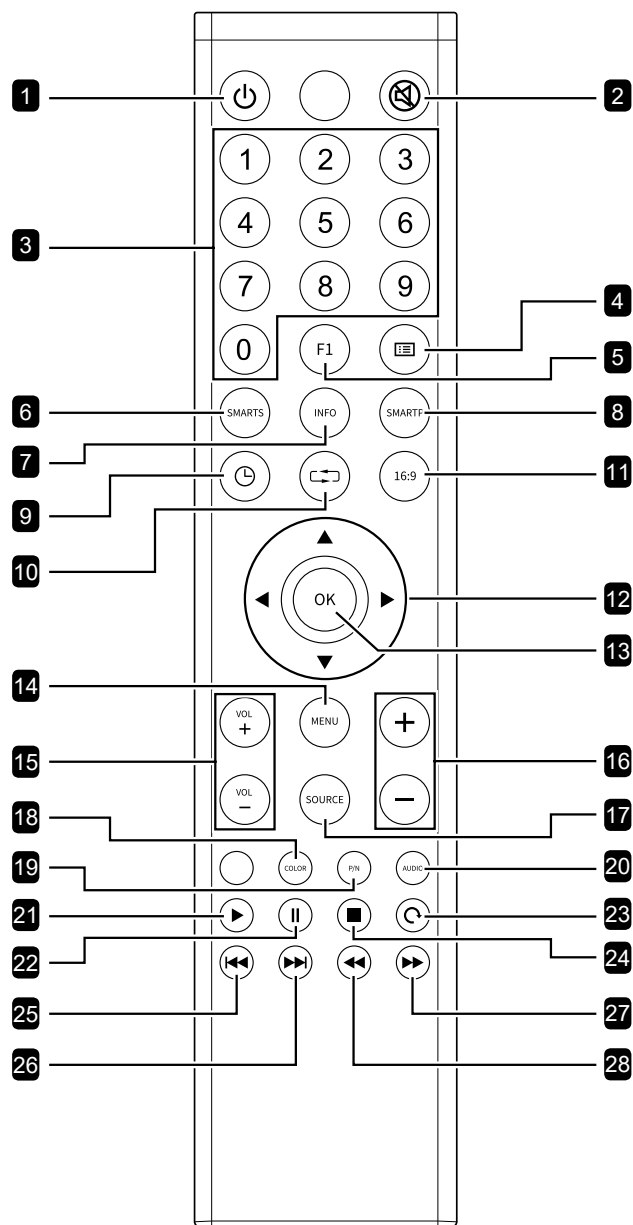 1
2
1 2 3
3
4 5 6
7 8 9
4
0 F1
5
6 SMARTS INFO SMARTP 8
7
16:9 11
9
10
OK 12
13
14
VOL + MENU +
15 16
VOL − SOURCE −
18 17
COLOR P/N AUDIO
19 20
21 23
22 24
25 27
26 28